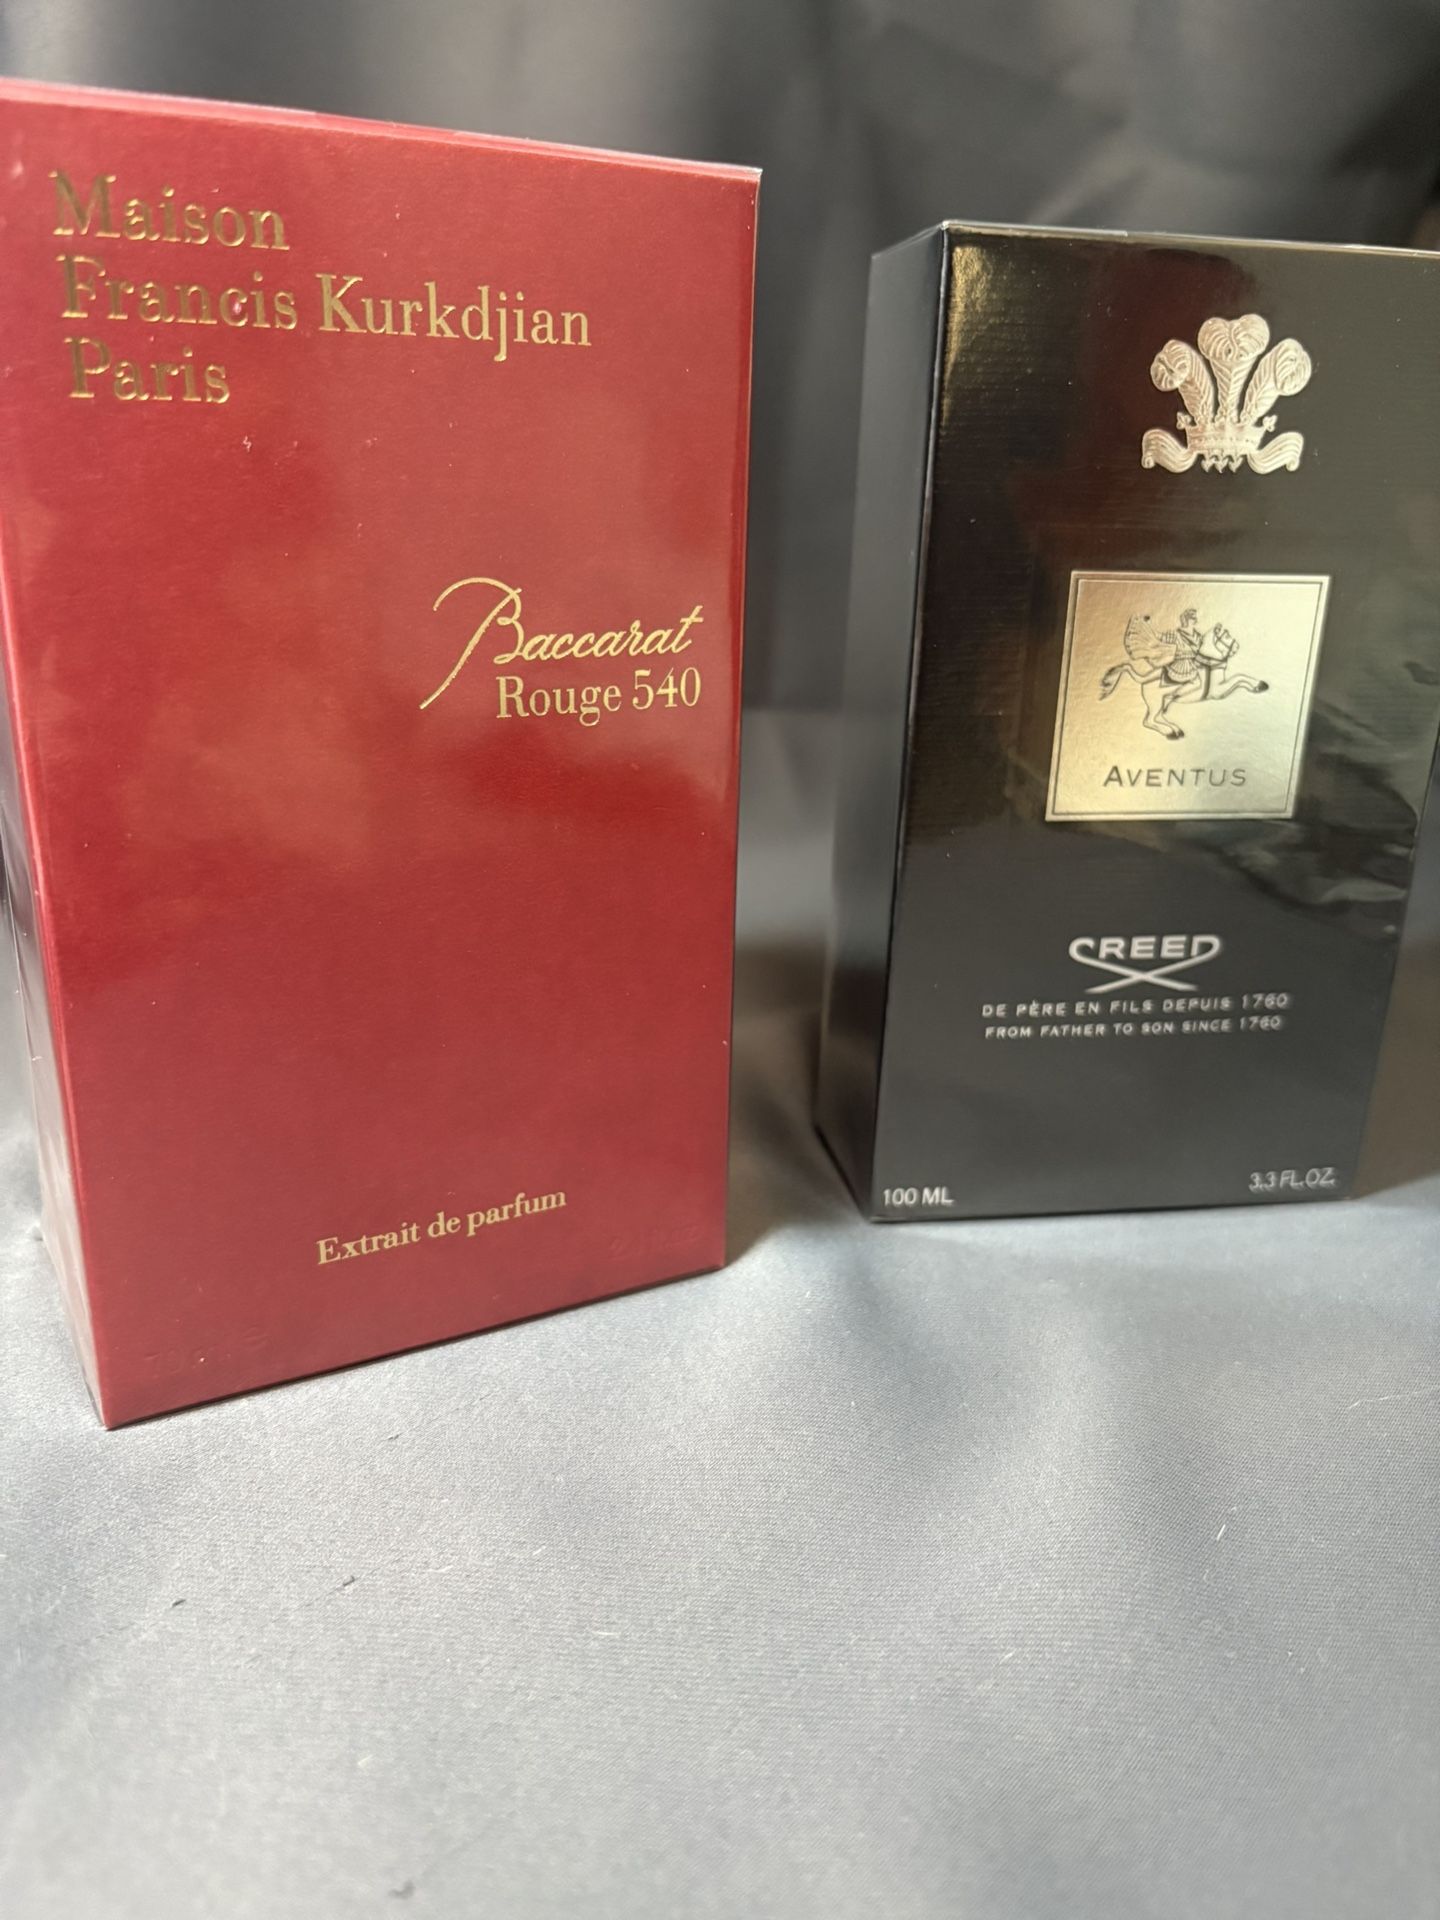 Maison
Francis Kurkdjian
Paris
Baccarat
Rouge 540
Extrait de parfum
AVENTUS
CREED
DE PÈRE EN FILS DEPUIS 1760
FROM FATHER TO SON SINCE 1760
100 ML
3.3 FL.OZ.